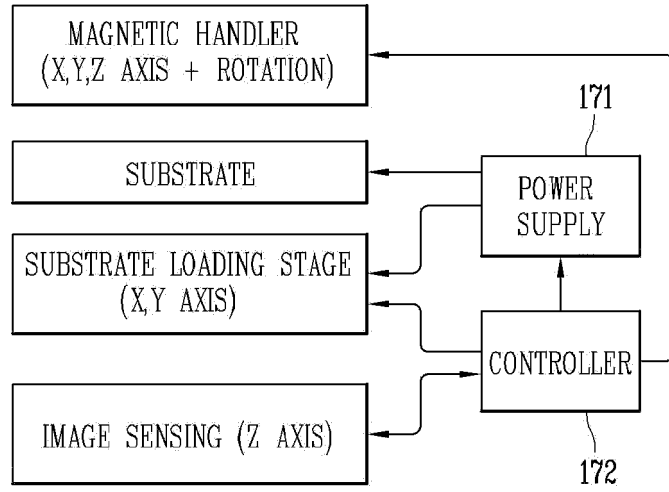 MAGNETIC HANDLER
(X,Y,Z AXIS + ROTATION)
171
SUBSTRATE
POWER
SUPPLY
SUBSTRATE LOADING STAGE
(X,Y AXIS)
CONTROLLER
IMAGE SENSING (Z AXIS)
172